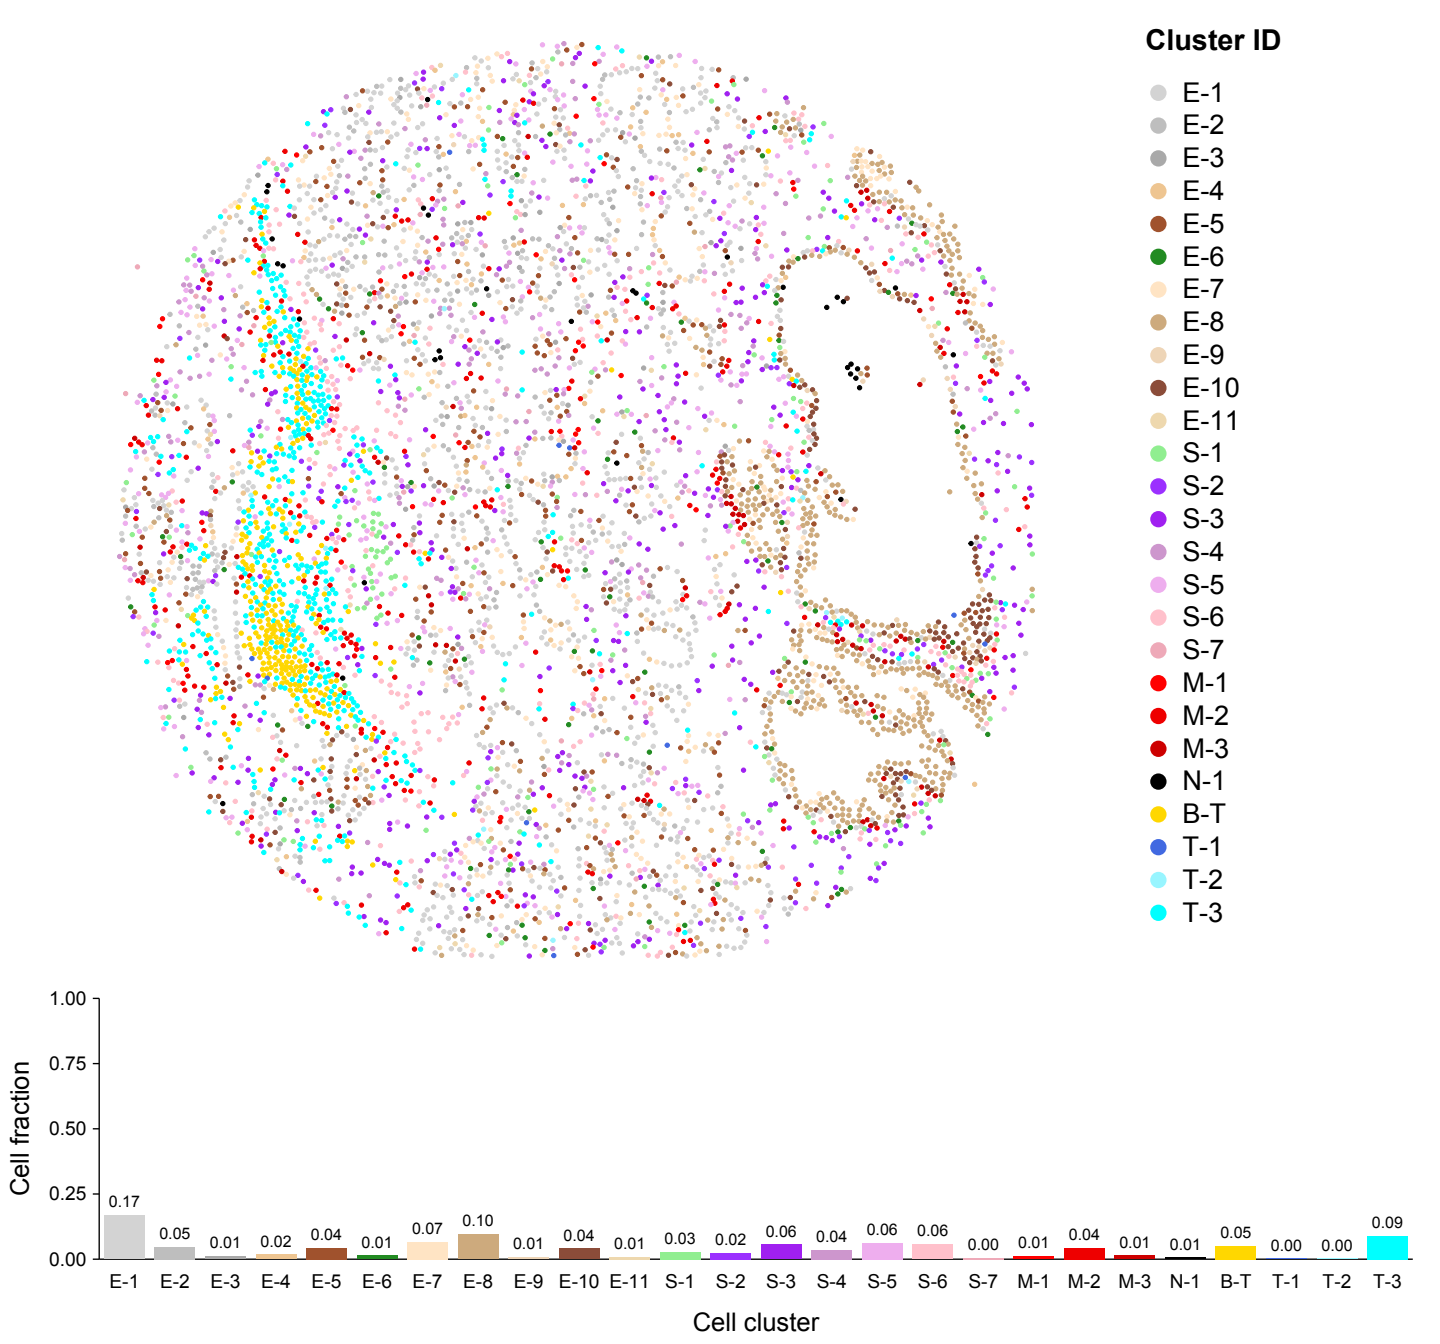 Cluster ID
E-1
E-2
E-3
E-4
E-5
E-6
E-7
E-8
E-9
E-10
E-11
S-1
S-2
S-3
S-4
S-5
S-6
S-7
M-1
M-2
M-3
N-1
B-T
T-1
T-2
T-3
1.00
0.75
0.50
0.25
0.00
Cell fraction
0.17 0.05 0.01 0.02 0.04 0.01 0.07 0.10 0.01 0.04 0.01 0.03 0.02 0.06 0.04 0.06 0.06 0.00 0.01 0.04 0.01 0.01 0.05 0.00 0.00 0.09
E-1 E-2 E-3 E-4 E-5 E-6 E-7 E-8 E-9 E-10 E-11 S-1 S-2 S-3 S-4 S-5 S-6 S-7 M-1 M-2 M-3 N-1 B-T T-1 T-2 T-3
Cell cluster